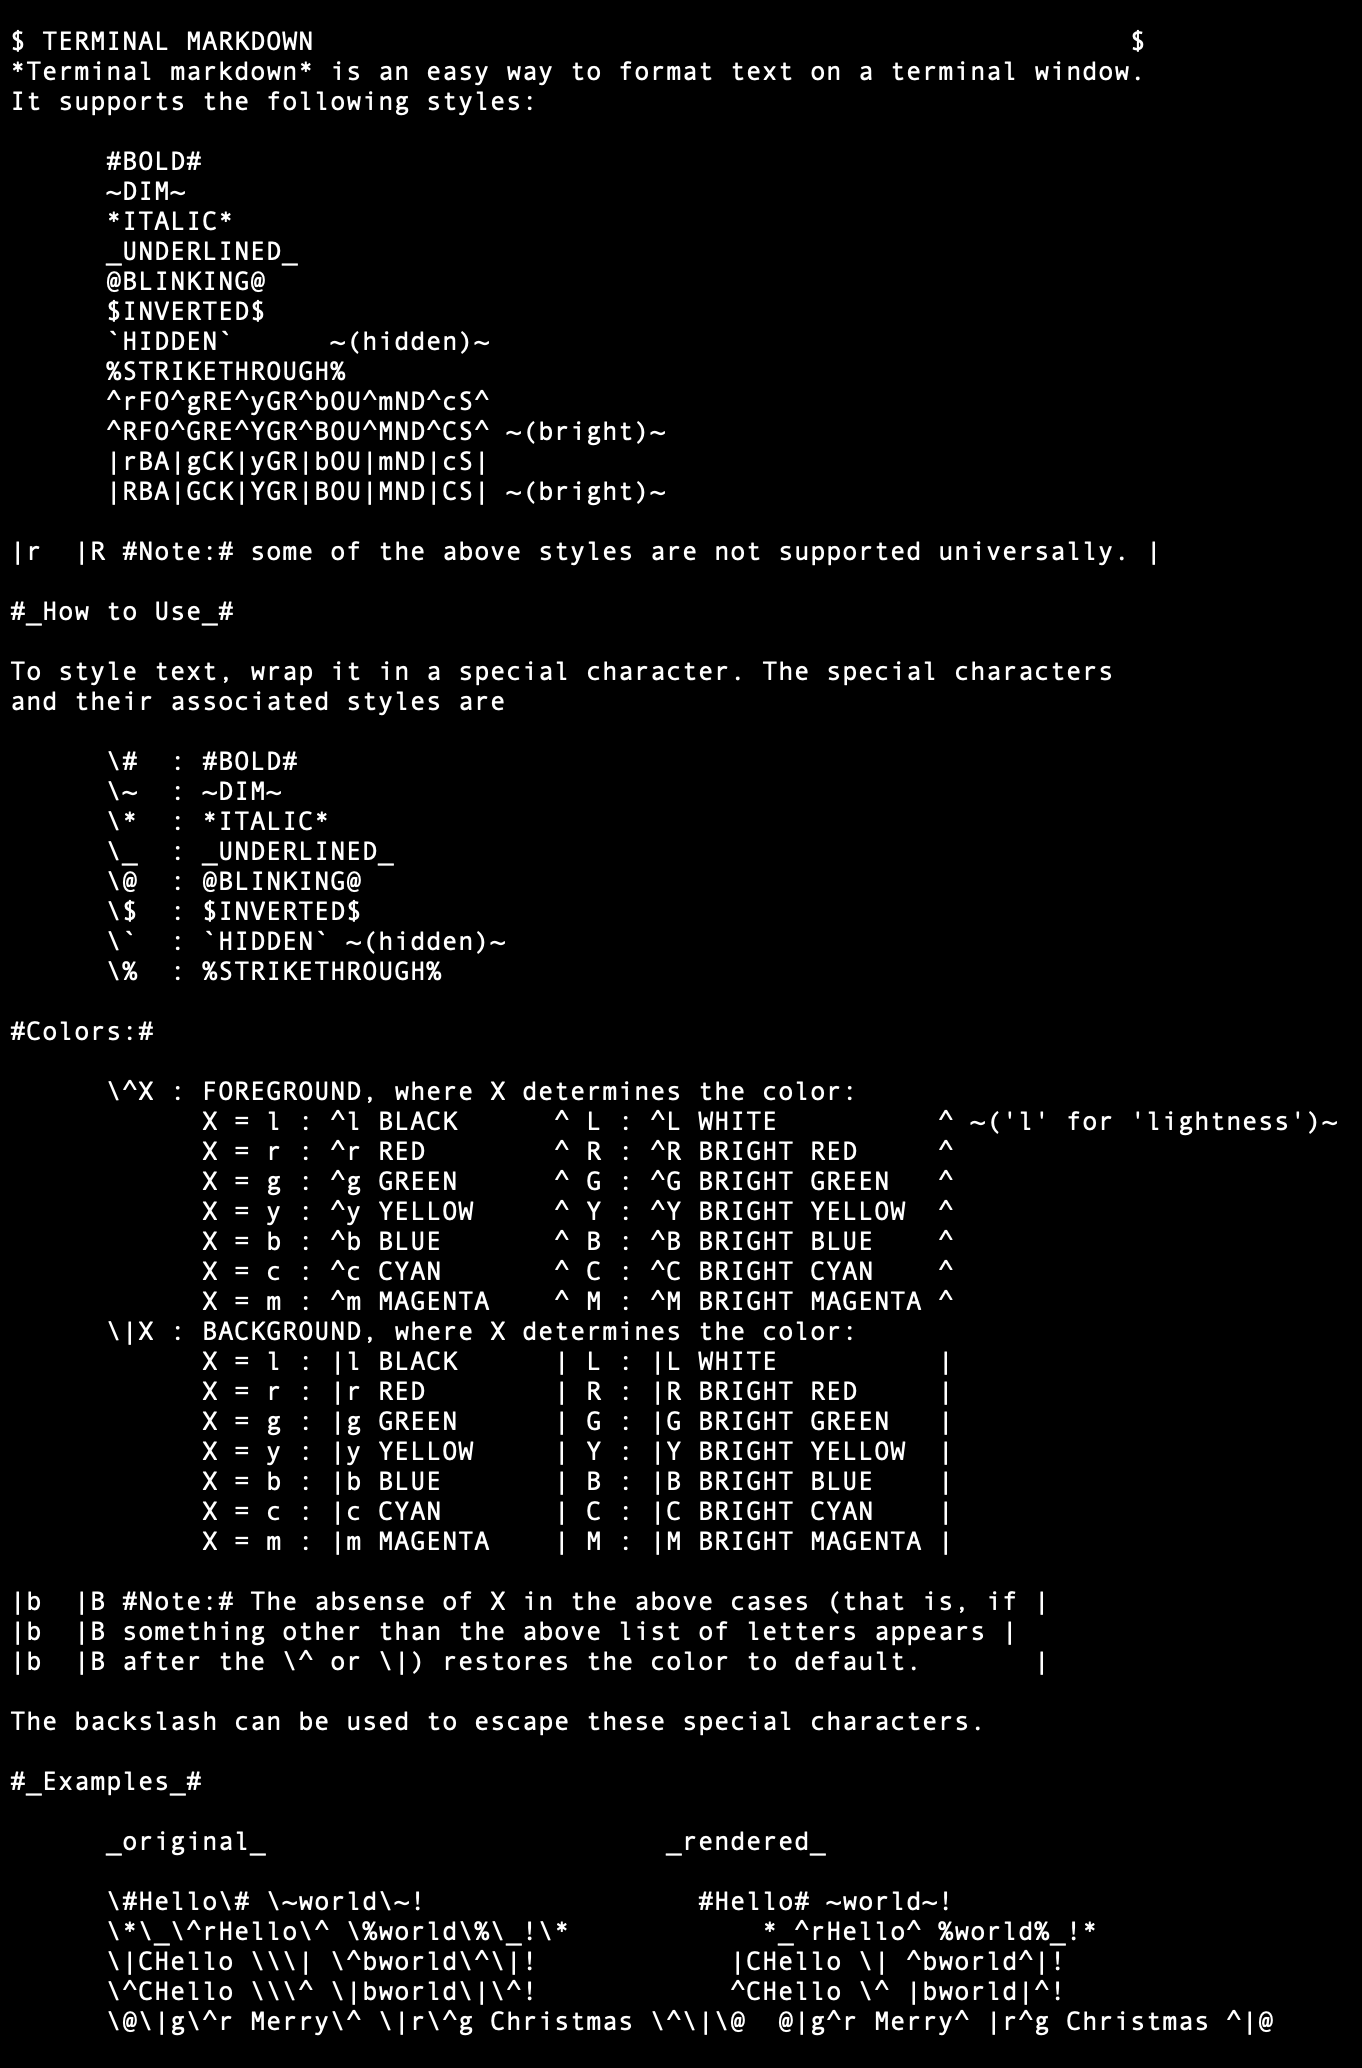 $ TERMINAL MARKDOWN                                                   $
*Terminal markdown* is an easy way to format text on a terminal window.
It supports the following styles:

      #BOLD#
      ~DIM~
      *ITALIC*
      _UNDERLINED_
      @BLINKING@
      $INVERTED$
      `HIDDEN`      ~(hidden)~
      %STRIKETHROUGH%
      ^rFO^gRE^yGR^bOU^mND^cS^
      ^RFO^GRE^YGR^BOU^MND^CS^ ~(bright)~
      |rBA|gCK|yGR|bOU|mND|cS|
      |RBA|GCK|YGR|BOU|MND|CS| ~(bright)~

|r  |R #Note:# some of the above styles are not supported universally. |

#_How to Use_#

To style text, wrap it in a special character. The special characters
and their associated styles are

      \#  : #BOLD#
      \~  : ~DIM~
      \*  : *ITALIC*
      \_  : _UNDERLINED_
      \@  : @BLINKING@
      \$  : $INVERTED$
      \`  : `HIDDEN` ~(hidden)~
      \%  : %STRIKETHROUGH%

#Colors:#

      \^X : FOREGROUND, where X determines the color:
            X = l : ^l BLACK      ^ L : ^L WHITE          ^ ~('l' for 'lightness')~
            X = r : ^r RED        ^ R : ^R BRIGHT RED     ^
            X = g : ^g GREEN      ^ G : ^G BRIGHT GREEN   ^
            X = y : ^y YELLOW     ^ Y : ^Y BRIGHT YELLOW  ^
            X = b : ^b BLUE       ^ B : ^B BRIGHT BLUE    ^
            X = c : ^c CYAN       ^ C : ^C BRIGHT CYAN    ^
            X = m : ^m MAGENTA    ^ M : ^M BRIGHT MAGENTA ^
      \|X : BACKGROUND, where X determines the color:
            X = l : |l BLACK      | L : |L WHITE          |
            X = r : |r RED        | R : |R BRIGHT RED     |
            X = g : |g GREEN      | G : |G BRIGHT GREEN   |
            X = y : |y YELLOW     | Y : |Y BRIGHT YELLOW  |
            X = b : |b BLUE       | B : |B BRIGHT BLUE    |
            X = c : |c CYAN       | C : |C BRIGHT CYAN    |
            X = m : |m MAGENTA    | M : |M BRIGHT MAGENTA |

|b  |B #Note:# The absense of X in the above cases (that is, if |
|b  |B something other than the above list of letters appears |
|b  |B after the \^ or \|) restores the color to default.       |

The backslash can be used to escape these special characters.

#_Examples_#

      _original_                         _rendered_

      \#Hello\# \~world\~!                 #Hello# ~world~!
      \*\_\^rHello\^ \%world\%\_!\*            *_^rHello^ %world%_!*
      \|CHello \\\| \^bworld\^\|!            |CHello \| ^bworld^|!
      \^CHello \\\^ \|bworld\|\^!            ^CHello \^ |bworld|^!
      \@\|g\^r Merry\^ \|r\^g Christmas \^\|\@  @|g^r Merry^ |r^g Christmas ^|@